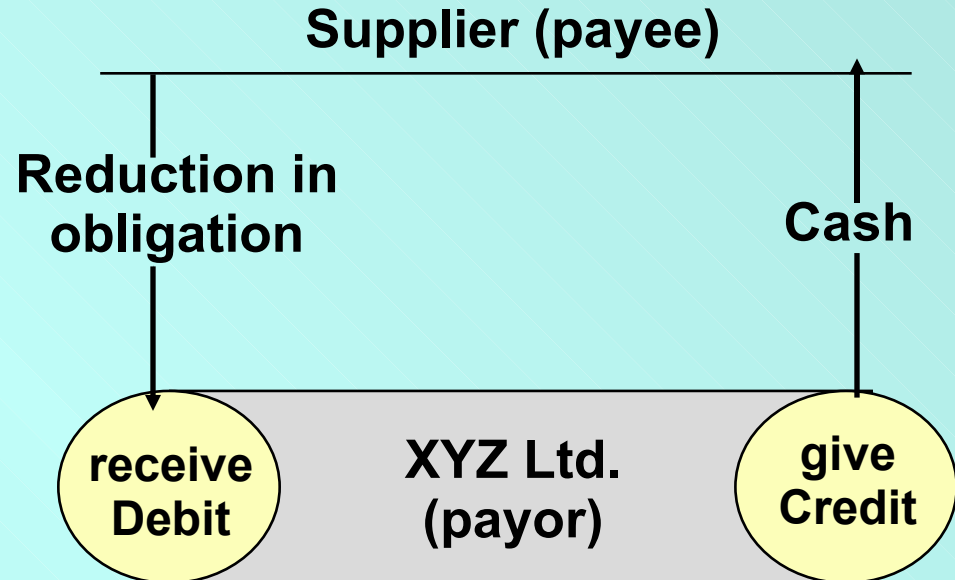 Supplier (payee)
Reduction in
obligation
Cash
receive
Debit
XYZ Ltd.
(payor)
give
Credit